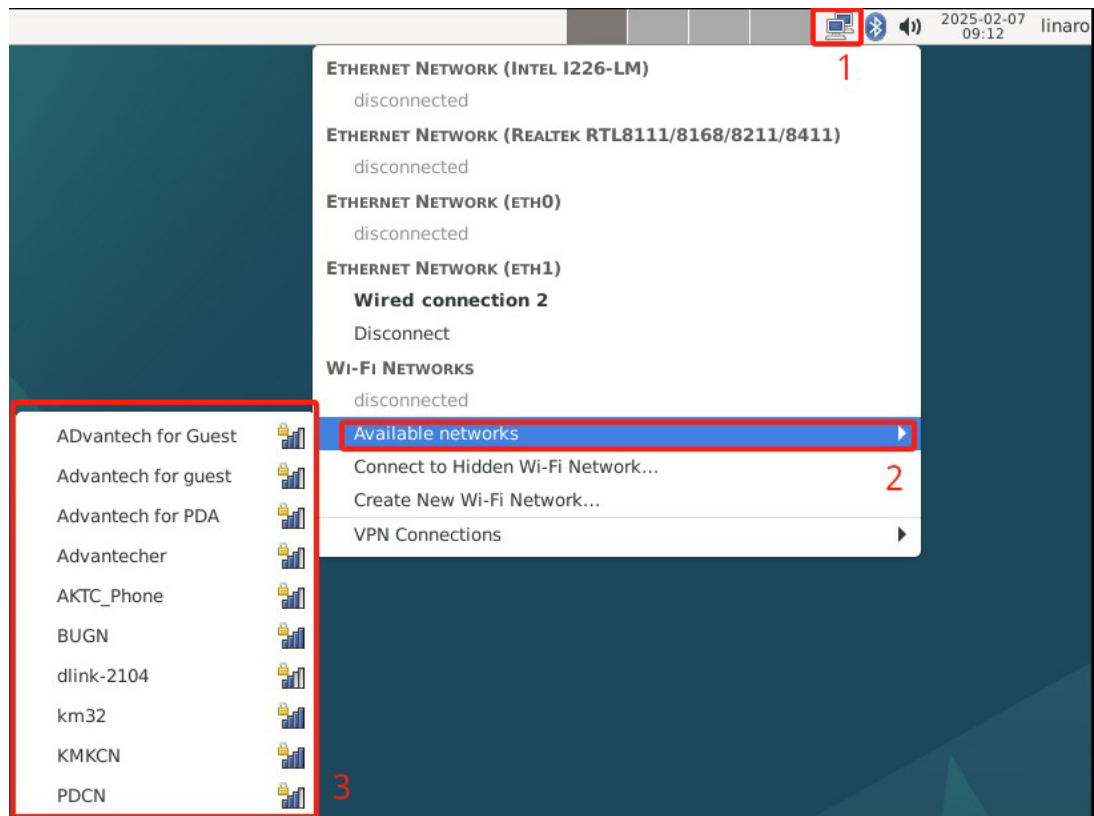 2025-02-07
09:12
linaro
1
ETHERNET NETWORK (INTEL I226-LM)
disconnected
ETHERNET NETWORK (REALTEK RTL8111/8168/8211/8411)
disconnected
ETHERNET NETWORK (ETH0)
disconnected
ETHERNET NETWORK (ETH1)
Wired connection 2
Disconnect
WI-FI NETWORKS
disconnected
Available networks
2
Connect to Hidden Wi-Fi Network...
Create New Wi-Fi Network...
VPN Connections
ADvantech for Guest
Advantech for guest
Advantech for PDA
Advantecher
AKTC_Phone
BUGN
dlink-2104
km32
KMKCN
PDCN
3